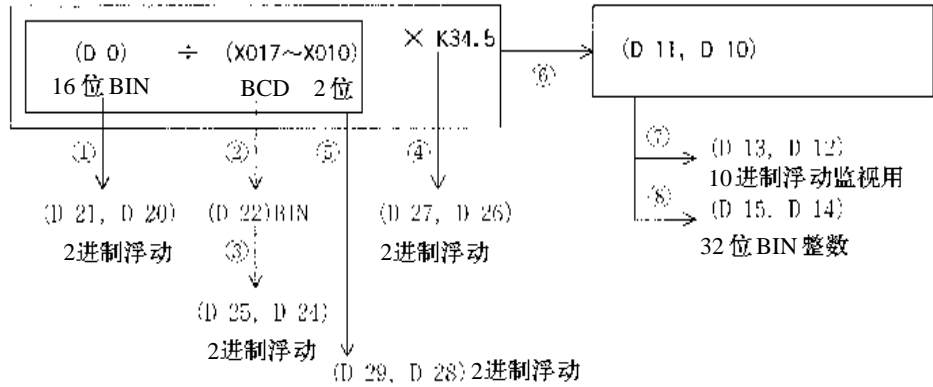 (D 0) ÷ (X017～X010) × K34.5
16位BIN BCD 2位
⑥
(D 11, D 10)
① ② ⑤ ④
⑦ (D 13, D 12)
10进制浮动监视用
⑧ (D 15. D 14)
32位BIN整数
(D 21, D 20) (D 22)BIN (D 27, D 26)
2进制浮动 ③ 2进制浮动
(D 25, D 24)
2进制浮动
(D 29, D 28) 2进制浮动